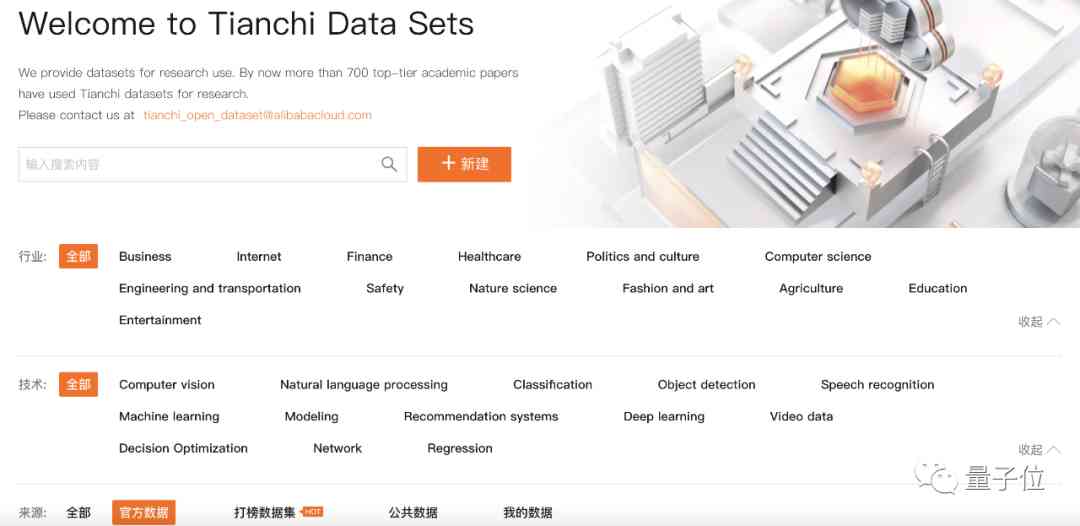 Welcome to Tianchi Data Sets
We provide datasets for research use. By now more than 700 top-tier academic papers
have used Tianchi datasets for research.
Please contact us at tianchi_open_dataset@alibabacloud.com
输入搜索内容 + 新建
行业: 全部 Business Internet Finance Healthcare Politics and culture Computer science
Engineering and transportation Safety Nature science Fashion and art Agriculture Education
Entertainment 收起
技术: 全部 Computer vision Natural language processing Classification Object detection Speech recognition
Machine learning Modeling Recommendation systems Deep learning Video data
Decision Optimization Network Regression 收起
量子位
来源: 全部 官方数据 打榜数据集 HOT 公共数据 我的数据